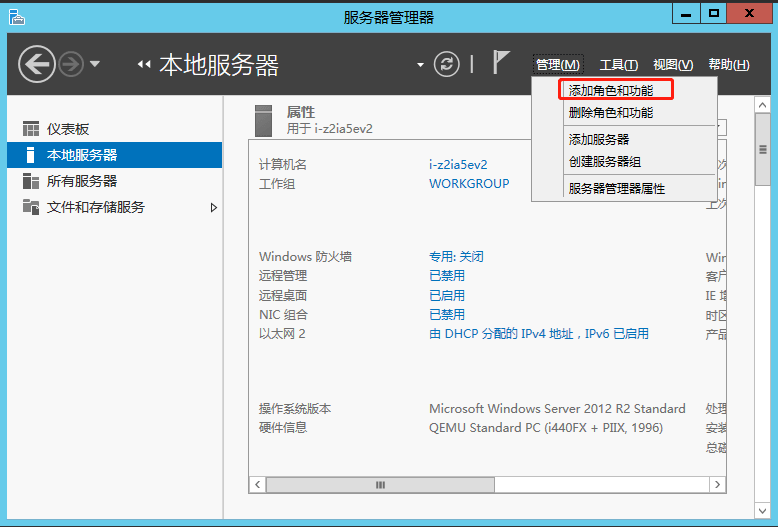 服务器管理器
本地服务器
管理(M) 工具(T) 视图(V) 帮助(H)
添加角色和功能
删除角色和功能
添加服务器
创建服务器组
服务器管理器属性
仪表板
本地服务器
所有服务器
文件和存储服务
属性
用于 i-z2ia5ev2
计算机名 i-z2ia5ev2
工作组 WORKGROUP
Windows 防火墙 专用: 关闭
远程管理 已禁用
远程桌面 已启用 IE
NIC 组合 已禁用 时区
以太网 2 由 DHCP 分配的 IPv4 地址，IPv6 已启用 产品
操作系统版本 Microsoft Windows Server 2012 R2 Standard 处理
硬件信息 QEMU Standard PC (i440FX + PIIX, 1996) 安装
总磁